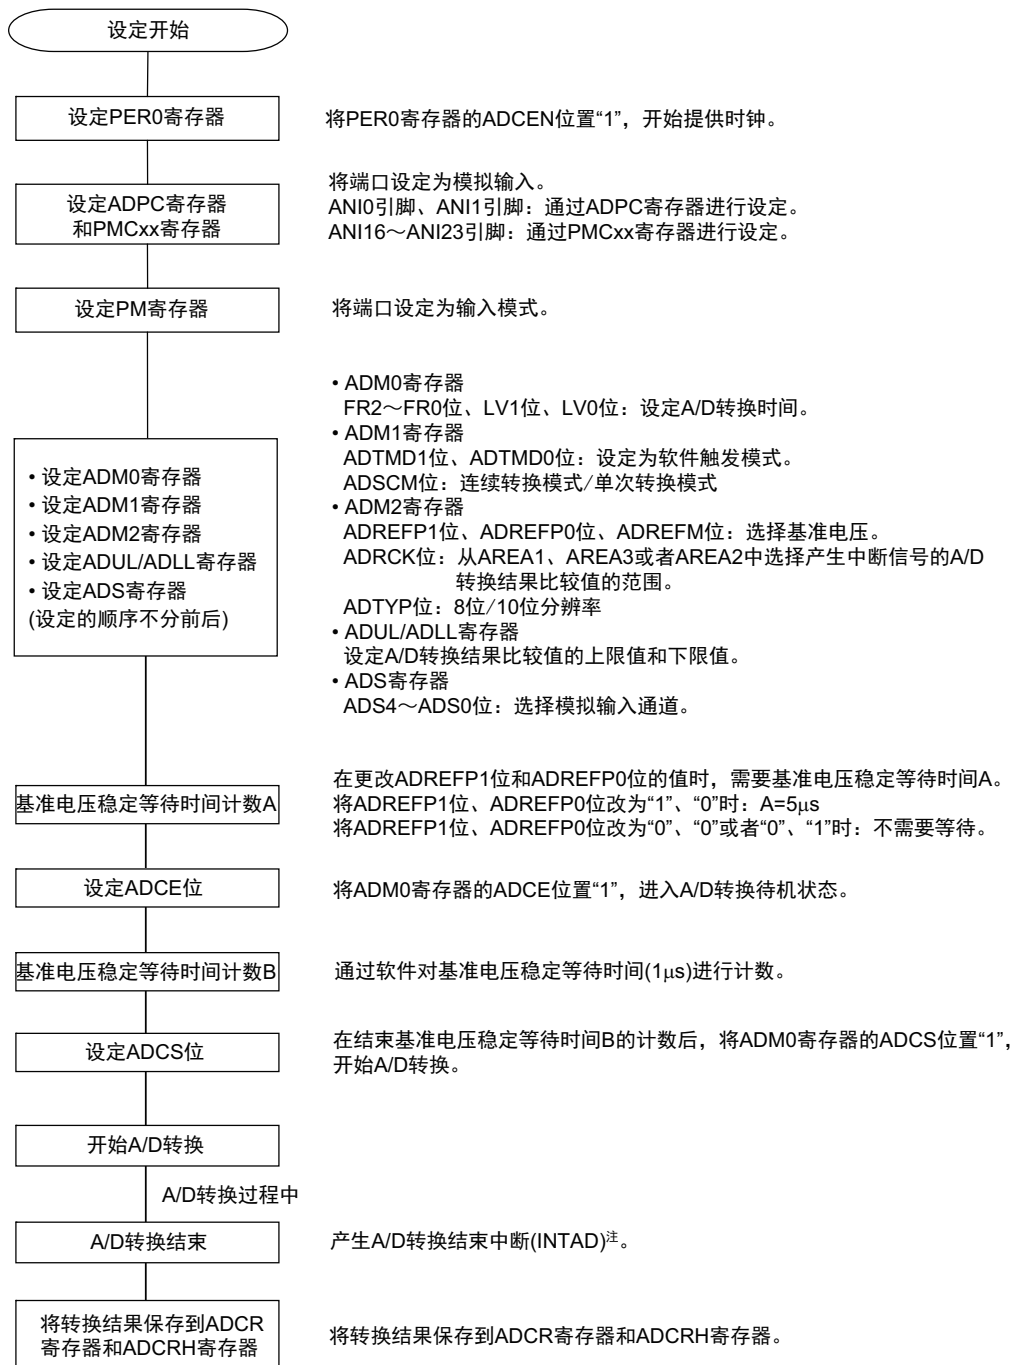 设定开始
设定PER0寄存器
将PER0寄存器的ADCEN位置“1”，开始提供时钟。
设定ADPC寄存器
和PMCxx寄存器
将端口设定为模拟输入。
ANI0引脚、ANI1引脚：通过ADPC寄存器进行设定。
ANI16～ANI23引脚：通过PMCxx寄存器进行设定。
设定PM寄存器
将端口设定为输入模式。
• 设定ADM0寄存器
• 设定ADM1寄存器
• 设定ADM2寄存器
• 设定ADUL/ADLL寄存器
• 设定ADS寄存器
(设定的顺序不分前后)
• ADM0寄存器
FR2～FR0位、LV1位、LV0位：设定A/D转换时间。
• ADM1寄存器
ADTMD1位、ADTMD0位：设定为软件触发模式。
ADSCM位：连续转换模式/单次转换模式
• ADM2寄存器
ADREFP1位、ADREFP0位、ADREFM位：选择基准电压。
ADRCK位：从AREA1、AREA3或者AREA2中选择产生中断信号的A/D
转换结果比较值的范围。
ADTYP位：8位/10位分辨率
• ADUL/ADLL寄存器
设定A/D转换结果比较值的上限值和下限值。
• ADS寄存器
ADS4～ADS0位：选择模拟输入通道。
基准电压稳定等待时间计数A
在更改ADREFP1位和ADREFP0位的值时，需要基准电压稳定等待时间A。
将ADREFP1位、ADREFP0位改为“1”、“0”时：A=5μs
将ADREFP1位、ADREFP0位改为“0”、“0”或者“0”、“1”时：不需要等待。
设定ADCE位
将ADM0寄存器的ADCE位置“1”，进入A/D转换待机状态。
基准电压稳定等待时间计数B
通过软件对基准电压稳定等待时间(1μs)进行计数。
设定ADCS位
在结束基准电压稳定等待时间B的计数后，将ADM0寄存器的ADCS位置“1”，
开始A/D转换。
开始A/D转换
A/D转换过程中
A/D转换结束
产生A/D转换结束中断(INTAD)注。
将转换结果保存到ADCR
寄存器和ADCRH寄存器
将转换结果保存到ADCR寄存器和ADCRH寄存器。